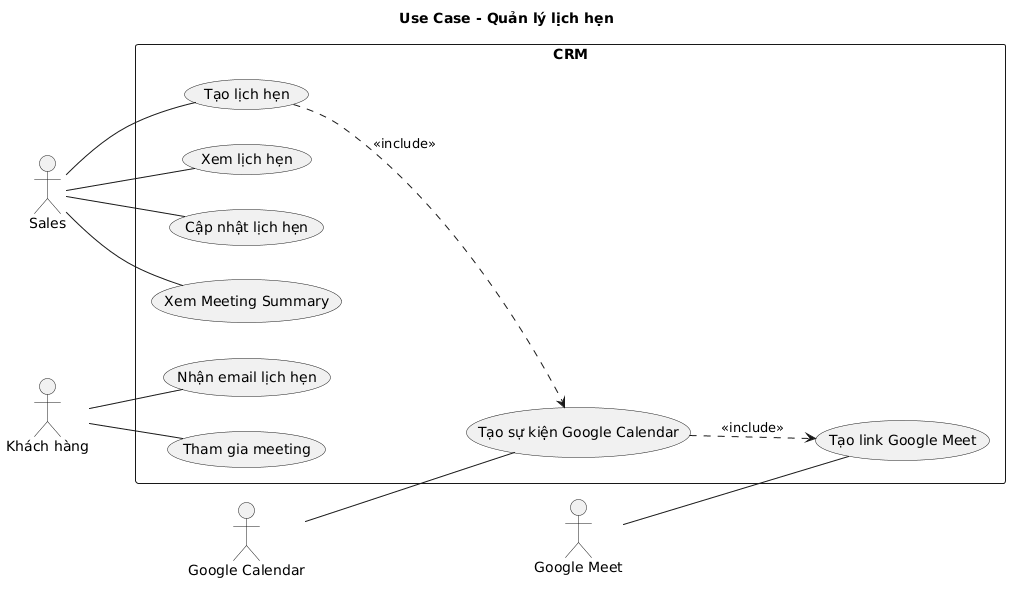 Use Case - Quản lý lịch hẹn
CRM
Tạo lịch hẹn
«include»
Xem lịch hẹn
Sales
Cập nhật lịch hẹn
Xem Meeting Summary
Nhận email lịch hẹn
Khách hàng
Tham gia meeting
Tạo sự kiện Google Calendar
«include»
Tạo link Google Meet
Google Calendar
Google Meet